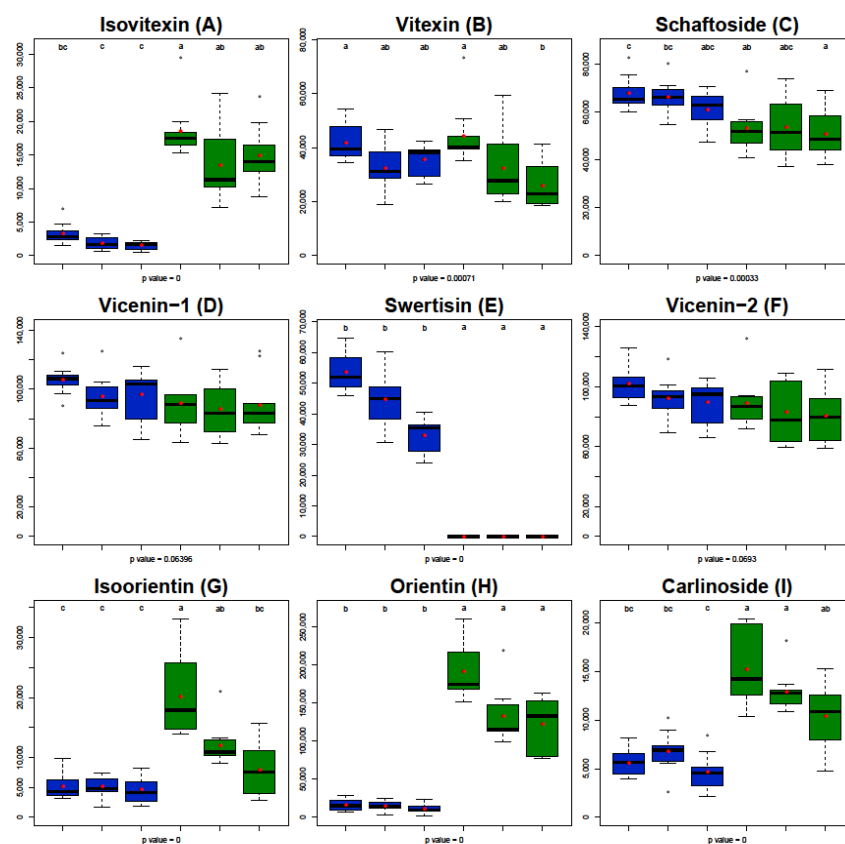 Isovitexin (A)
bc c c a ab ab
30,000
25,000
20,000
15,000
10,000
5,000
0
p value = 0
Vitexin (B)
a ab ab a ab b
80,000
60,000
40,000
20,000
0
p value = 0.00071
Schaftoside (C)
c bc abc ab abc a
80,000
60,000
40,000
20,000
0
p value = 0.00033
Vicenin−1 (D)
140,000
100,000
60,000
20,000
0
p value = 0.06396
Swertisin (E)
b b b a a a
70,000
60,000
50,000
40,000
30,000
20,000
10,000
0
p value = 0
Vicenin−2 (F)
140,000
100,000
60,000
20,000
0
p value = 0.0693
Isoorientin (G)
c c c a ab bc
30,000
20,000
10,000
5,000
0
p value = 0
Orientin (H)
b b b a a a
250,000
200,000
150,000
100,000
50,000
0
p value = 0
Carlinoside (I)
bc bc c a a ab
20,000
15,000
10,000
5,000
0
p value = 0